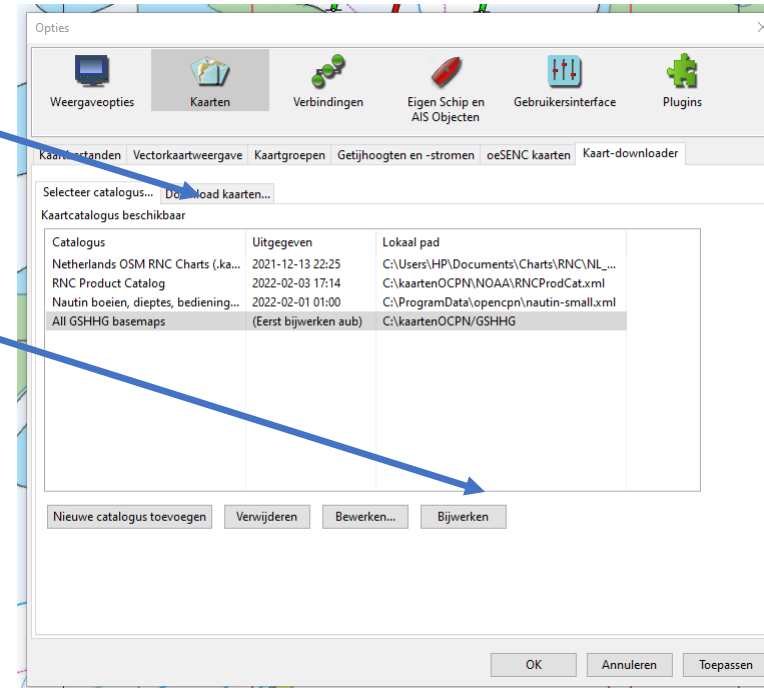 Opties
Weergaveopties Kaarten Verbindingen Eigen Schip en Gebruikersinterface Plugins
AIS Objecten
Kaartbestanden Vectorkaartweergave Kaartgroepen Getijhoogten en -stromen oeSENC kaarten Kaart-downloader
Selecteer catalogus... Download kaarten...
Kaartcatalogus beschikbaar
Catalogus Uitgegeven Lokaal pad
Netherlands OSM RNC Charts (.ka... 2021-12-13 22:25 C:\Users\HP\Documents\Charts\RNC\NL_...
RNC Product Catalog 2022-02-03 17:14 C:\kaartenOCPN\NOAA\RNCProdCat.xml
Nautin boeien, dieptes, bediening... 2022-02-01 01:00 C:\ProgramData\opencpn\nautin-small.xml
All GSHHG basemaps (Eerst bijwerken aub) C:\kaartenOCPN/GSHHG
Nieuwe catalogus toevoegen Verwijderen Bewerken... Bijwerken
OK Annuleren Toepassen